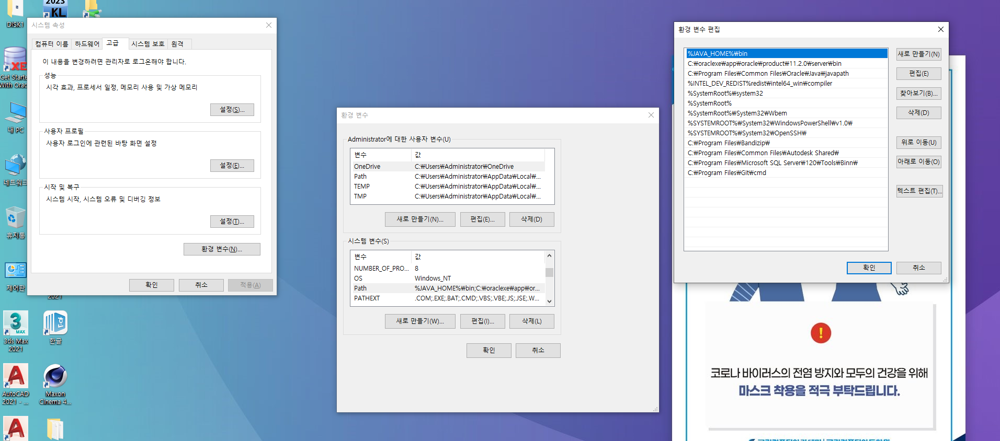 DISK1
2023
KL
XE
Get Starte
With Orac
내 PC
네트워크
휴지통
제어판
2021
3
MAX
3ds Max
2021
한글
AutoCAD
2021 - ...
Maxon
Cinema 4...
시스템 속성
컴퓨터 이름
하드웨어
고급
시스템 보호
원격
이 내용을 변경하려면 관리자로 로그온해야 합니다.
성능
시각 효과, 프로세서 일정, 메모리 사용 및 가상 메모리
설정(S)...
사용자 프로필
사용자 로그인에 관련된 바탕 화면 설정
설정(E)...
시작 및 복구
시스템 시작, 시스템 오류 및 디버깅 정보
설정(T)...
환경 변수(N)...
확인
취소
적용(A)
환경 변수
Administrator에 대한 사용자 변수(U)
변수 값
OneDrive C:₩Users₩Administrator₩OneDrive
Path C:₩Users₩Administrator₩AppData₩Local₩...
TEMP C:₩Users₩Administrator₩AppData₩Local₩...
TMP C:₩Users₩Administrator₩AppData₩Local₩...
새로 만들기(N)...
편집(E)...
삭제(D)
시스템 변수(S)
변수 값
NUMBER_OF_PRO... 8
OS Windows_NT
Path %JAVA_HOME%₩bin;C:₩oraclexe₩app₩or...
PATHEXT .COM;.EXE;.BAT;.CMD;.VBS;.VBE;.JS;.JSE;.W...
새로 만들기(W)...
편집(I)...
삭제(L)
확인
취소
환경 변수 편집
%JAVA_HOME%₩bin
C:₩oraclexe₩app₩oracle₩product₩11.2.0₩server₩bin
C:₩Program Files₩Common Files₩Oracle₩Java₩javapath
%INTEL_DEV_REDIST%redist₩intel64_win₩compiler
%SystemRoot%₩system32
%SystemRoot%
%SystemRoot%₩System32₩Wbem
%SYSTEMROOT%₩System32₩WindowsPowerShell₩v1.0₩
%SYSTEMROOT%₩System32₩OpenSSH₩
C:₩Program Files₩Bandizip₩
C:₩Program Files₩Common Files₩Autodesk Shared₩
C:₩Program Files₩Microsoft SQL Server₩120₩Tools₩Binn₩
C:₩Program Files₩Git₩cmd
새로 만들기(N)
편집(E)
찾아보기(B)...
삭제(D)
위로 이동(U)
아래로 이동(O)
텍스트 편집(T)...
확인
취소
코로나 바이러스의 전염 방지와 모두의 건강을 위해
마스크 착용을 적극 부탁드립니다.